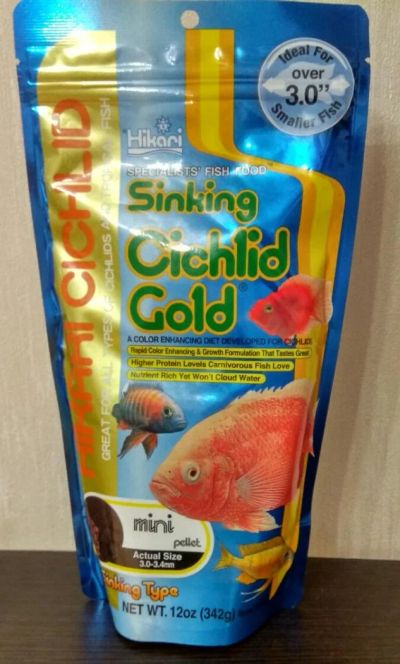 Ideal For
over
3.0"
Smaller Fish
Hikari
SPECIALISTS' FISH FOOD
Sinking
Cichlid
Gold®
A COLOR ENHANCING DIET DEVELOPED FOR CICHLIDS
Rapid Color Enhancing & Growth Formulation That Tastes Great
Higher Protein Levels Carnivorous Fish Love
Nutrient Rich Yet Won't Cloud Water
HIKARI CICHLID
GREAT FOR ALL TYPES OF CICHLIDS AND FISH
mini
pellet
Actual Size
3.0-3.4mm
Sinking Type
NET WT. 12oz (342g)